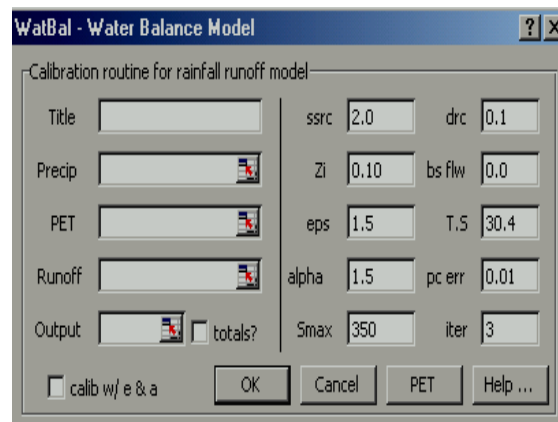 WatBal - Water Balance Model ? X
Calibration routine for rainfall runoff model
Title ssrc 2.0 drc 0.1
Precip Zi 0.10 bs flw 0.0
PET eps 1.5 T.S 30.4
Runoff alpha 1.5 pc err 0.01
Output totals? Smax 350 iter 3
calib w/ e & a OK Cancel PET Help ...